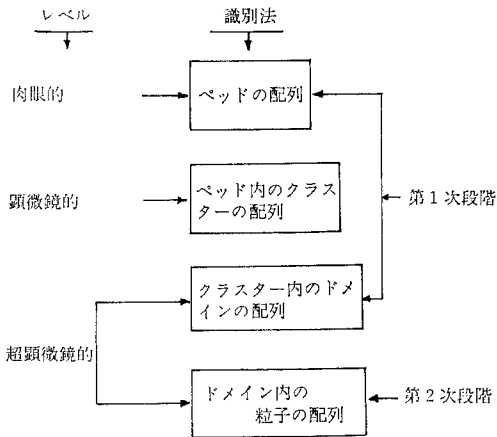 レベル
識別法
肉眼的
ペッドの配列
顕微鏡的
ペッド内のクラス
ターの配列
第1次段階
クラスター内のドメ
インの配列
超顕微鏡的
ドメイン内の
粒子の配列
第2次段階